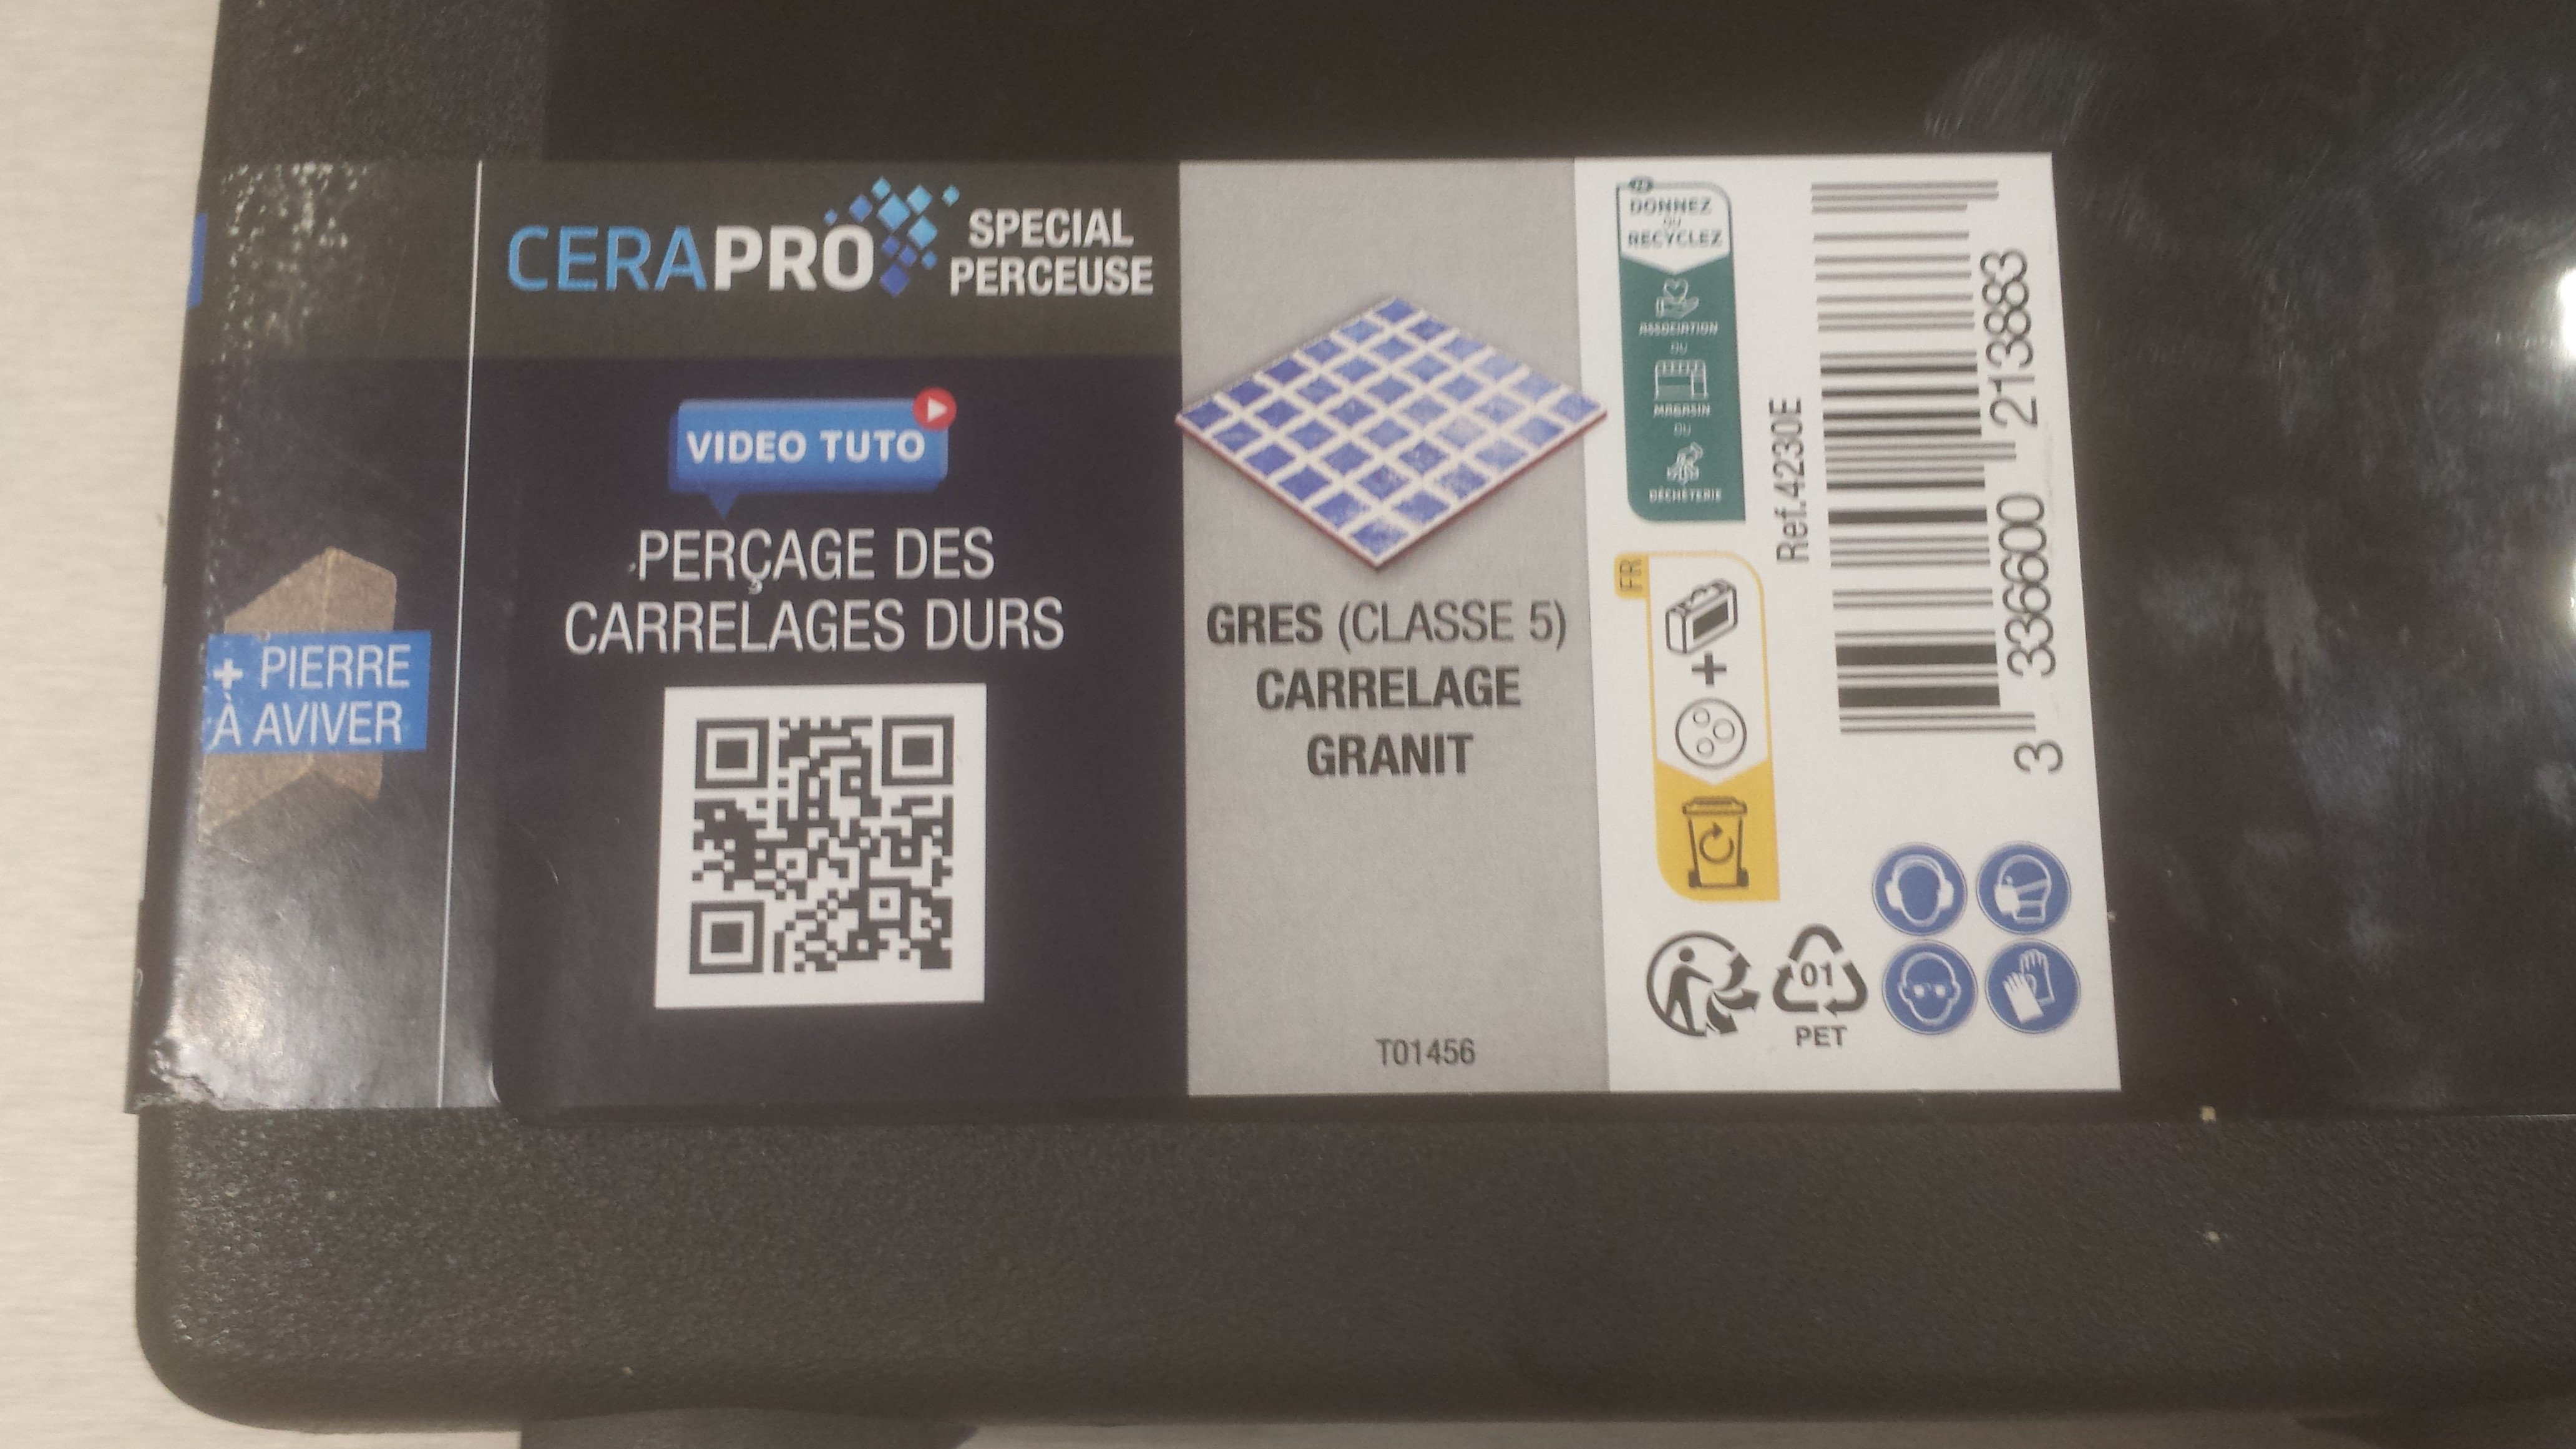 CERAPRO
SPECIAL
PERCEUSE
VIDEO TUTO
PERÇAGE DES
CARRELAGES DURS
+ PIERRE
À AVIVER
GRES (CLASSE 5)
CARRELAGE
GRANIT
T01456
DONNEZ
OU
RECYCLEZ
ASSOCIATION
OU
MAGASIN
OU
DÉCHÈTERIE
FR
Ref.42230E
3 336600 213883
01
PET